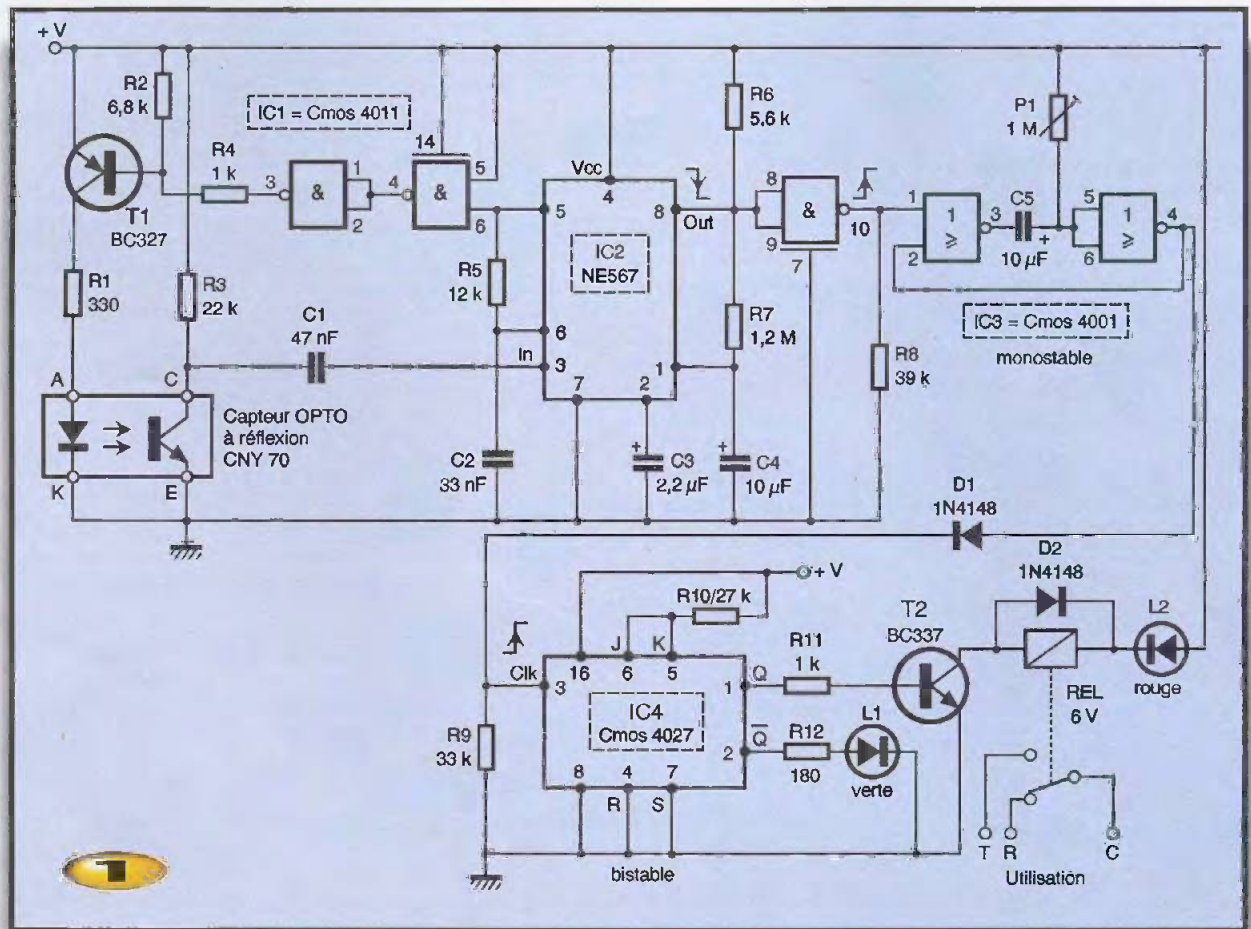 + V
R2
6,8 k
IC1 = Cmos 4011
R4
1 k
3
&
1
2
4
14
&
5
6
T1
BC327
R1
330
R3
22 k
C1
47 nF
R5
12 k
C2
33 nF
Vcc
4
5
6
In
3
IC2
NE567
8
Out
1
7
2
C3
+
2,2 µF
C4
+
10 µF
R6
5,6 k
R7
1,2 M
8
9
&
10
7
R8
39 k
1
2
1
≥
3
C5
+
10 µF
P1
1 M
5
6
1
≥
4
IC3 = Cmos 4001
monostable
A
C
K
E
Capteur OPTO
à réflexion
CNY 70
D1
1N4148
D2
1N4148
+ V
R10/27 k
Clk
3
16
J
6
K
5
IC4
Cmos 4027
1
Q
2
Q̅
8
4
R
7
S
R9
33 k
R11
1 k
R12
180
L1
verte
T2
BC337
REL
6 V
L2
rouge
T
R
C
Utilisation
bistable
1